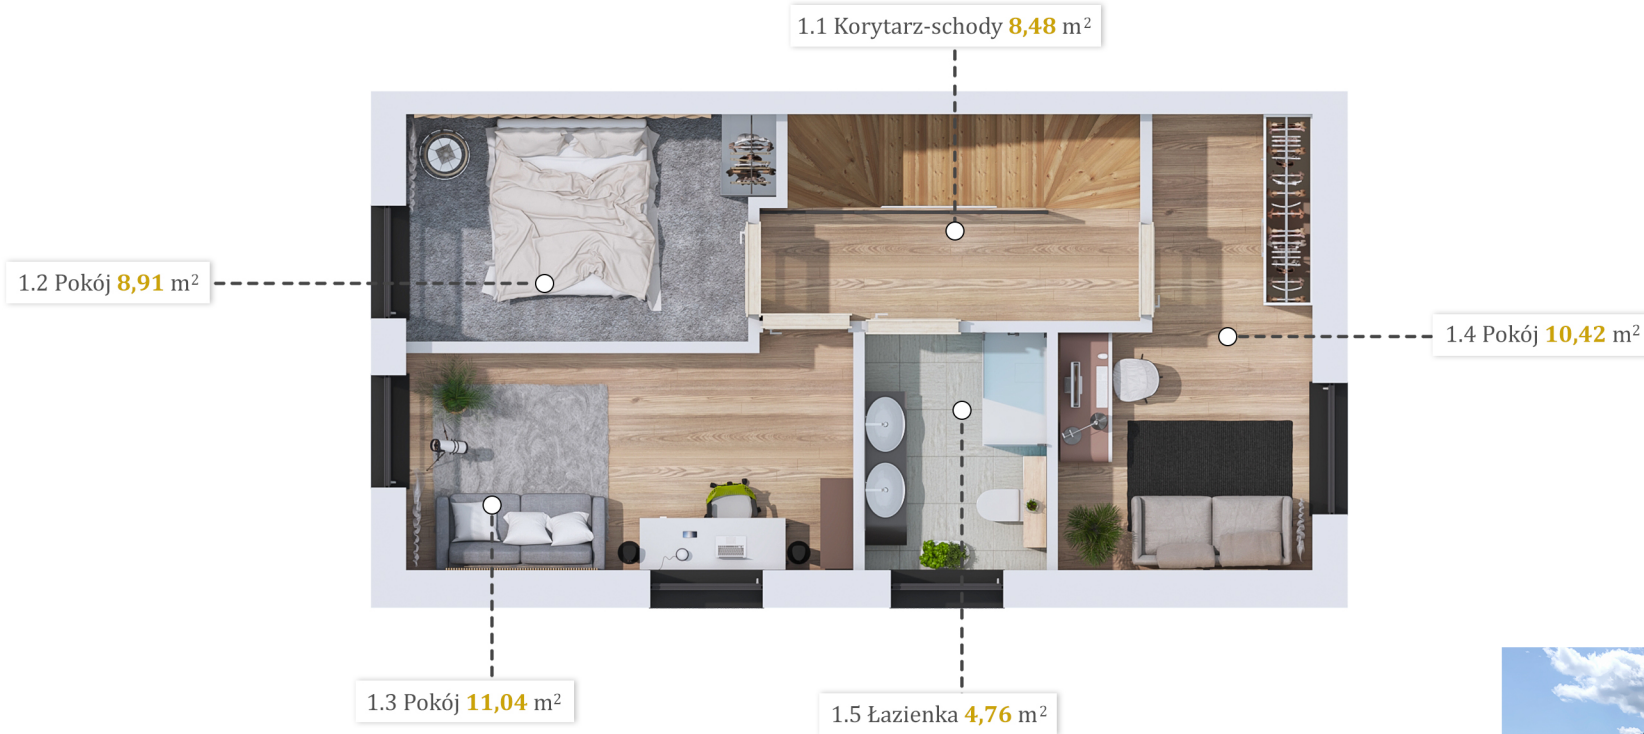 1.1 Korytarz-schody 8,48 m²
1.2 Pokój 8,91 m²
1.4 Pokój 10,42 m²
1.3 Pokój 11,04 m²
1.5 Łazienka 4,76 m²